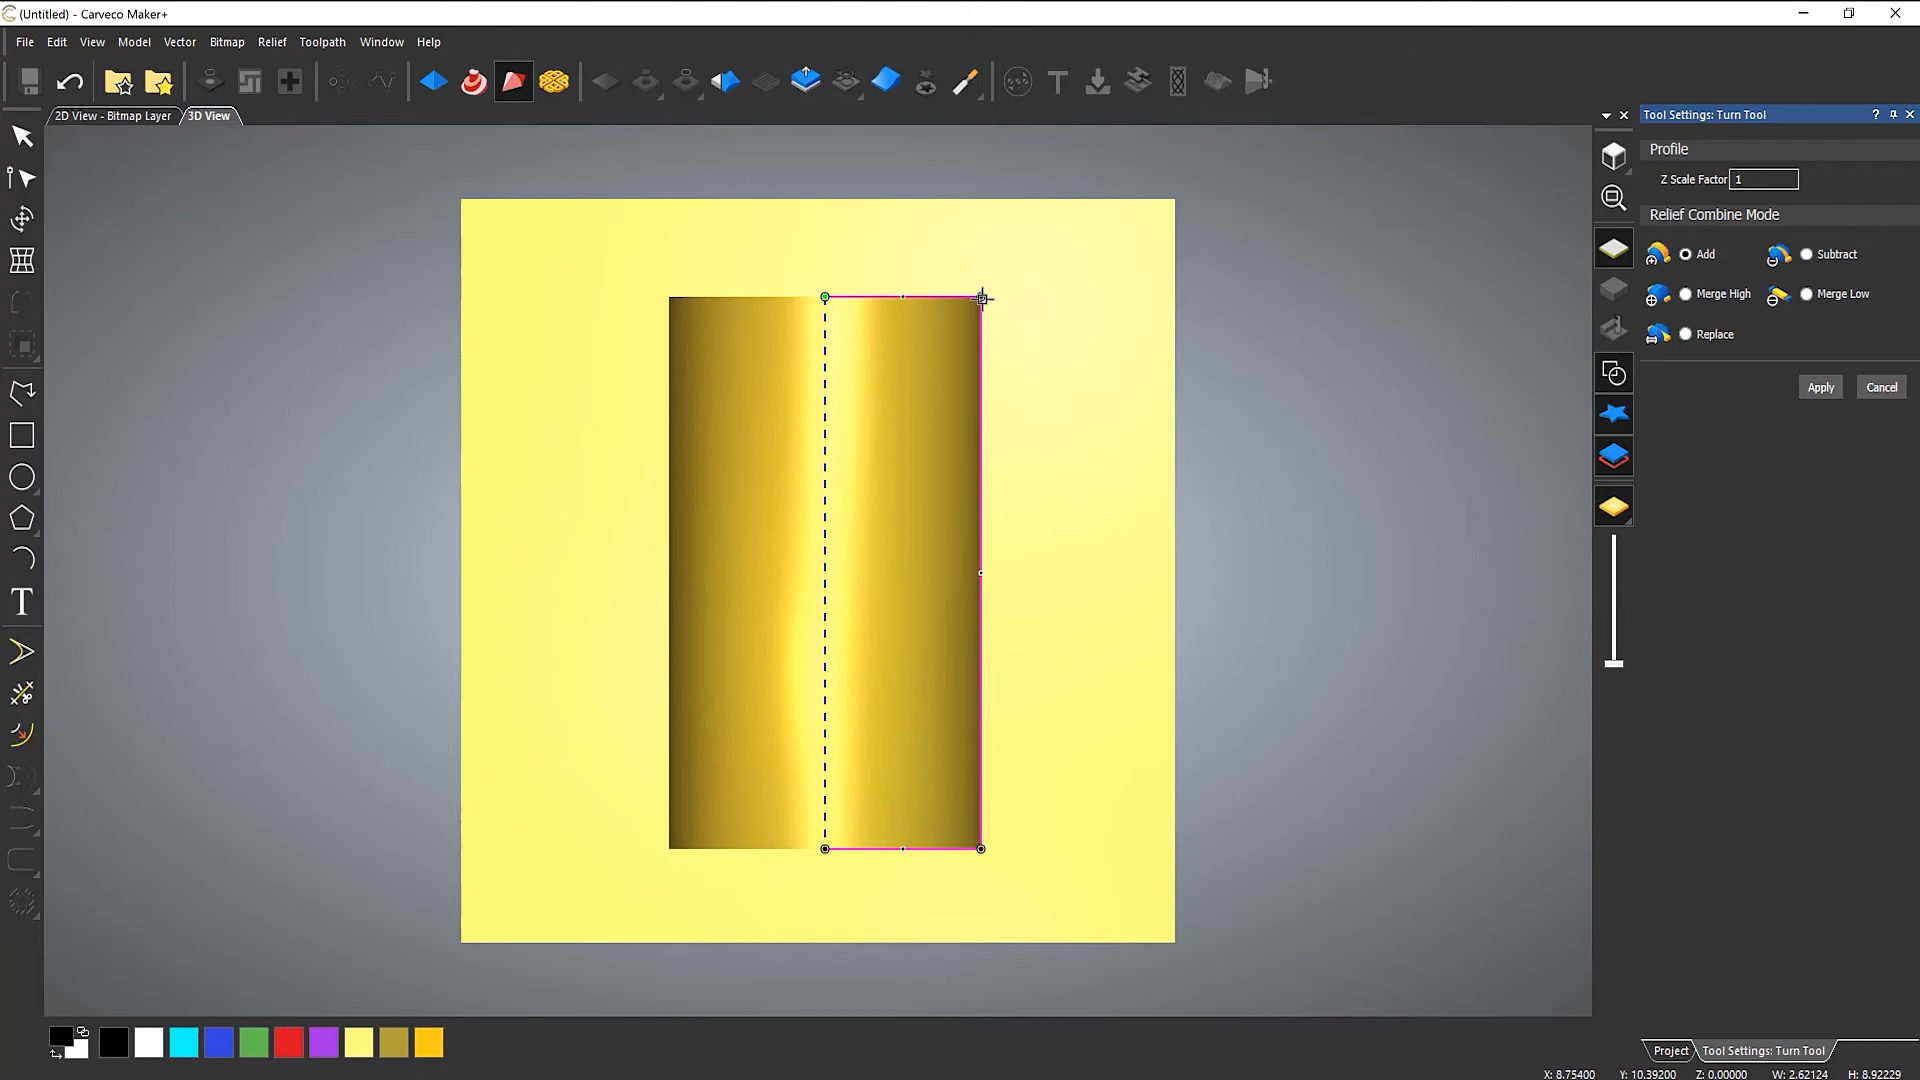 (Untitled) - Carveco Maker+
File Edit View Model Vector Bitmap Relief Toolpath Window Help
2D View - Bitmap Layer 3D View
Tool Settings: Turn Tool
Profile
Z Scale Factor 1
Relief Combine Mode
Add Subtract
Merge High Merge Low
Replace
Apply Cancel
Project Tool Settings: Turn Tool
X: 8.75400 Y: 10.39200 Z: 0.00000 W: 2.62124 H: 8.92229